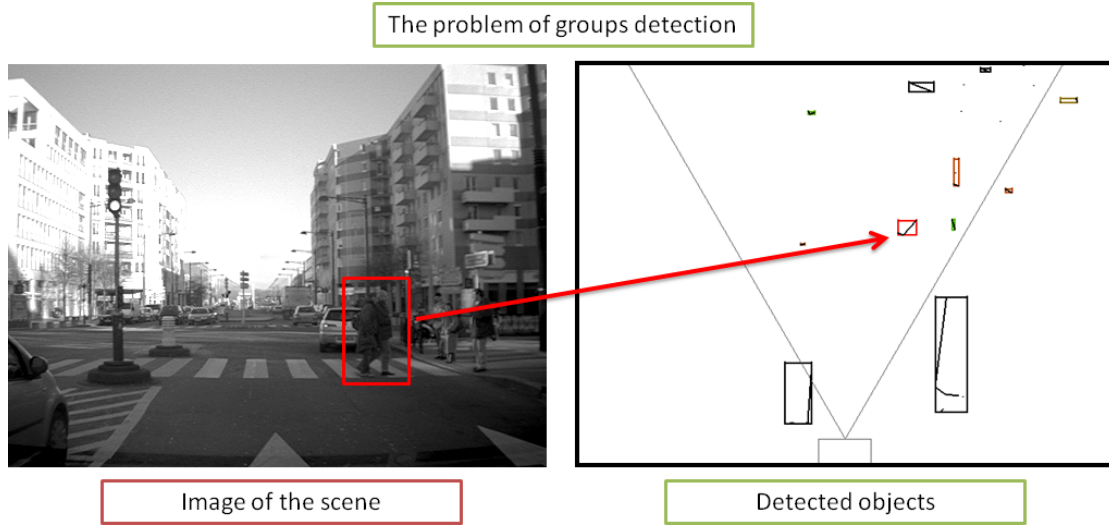 The problem of groups detection
Image of the scene
Detected objects